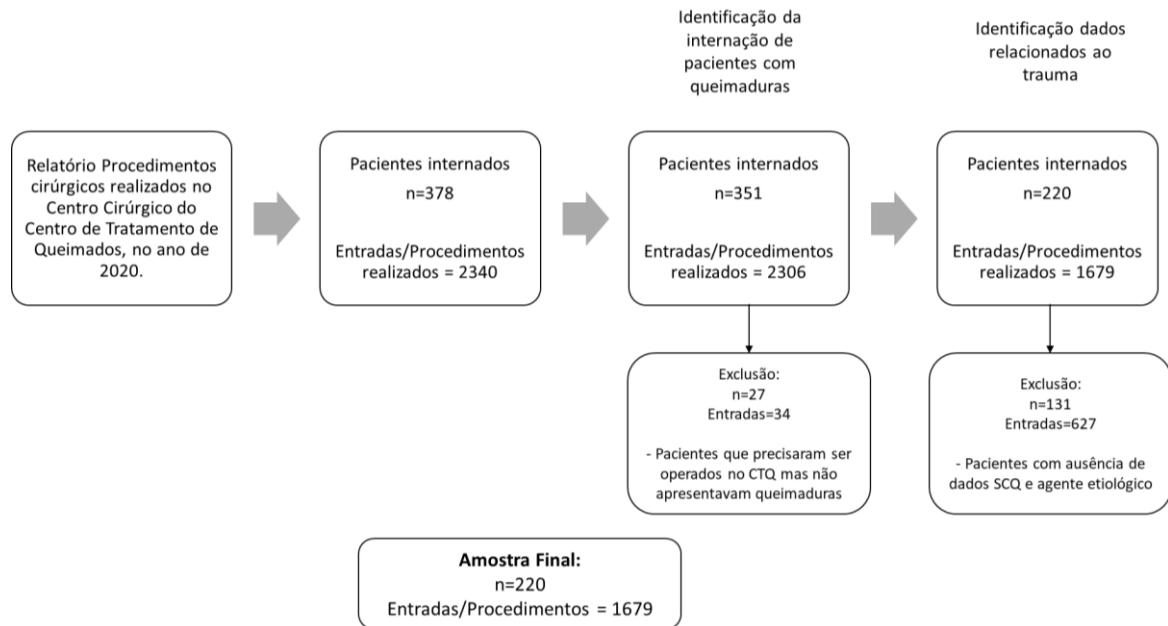 Identificação da
internação de
pacientes com
queimaduras
Identificação dados
relacionados ao
trauma
Relatório Procedimentos
cirúrgicos realizados no
Centro Cirúrgico do
Centro de Tratamento de
Queimados, no ano de
2020.
Pacientes internados
n=378
Entradas/Procedimentos
realizados = 2340
Pacientes internados
n=351
Entradas/Procedimentos
realizados = 2306
Pacientes internados
n=220
Entradas/Procedimentos
realizados = 1679
Exclusão:
n=27
Entradas=34
- Pacientes que precisaram ser
operados no CTQ mas não
apresentavam queimaduras
Exclusão:
n=131
Entradas=627
- Pacientes com ausência de
dados SCQ e agente etiológico
Amostra Final:
n=220
Entradas/Procedimentos = 1679